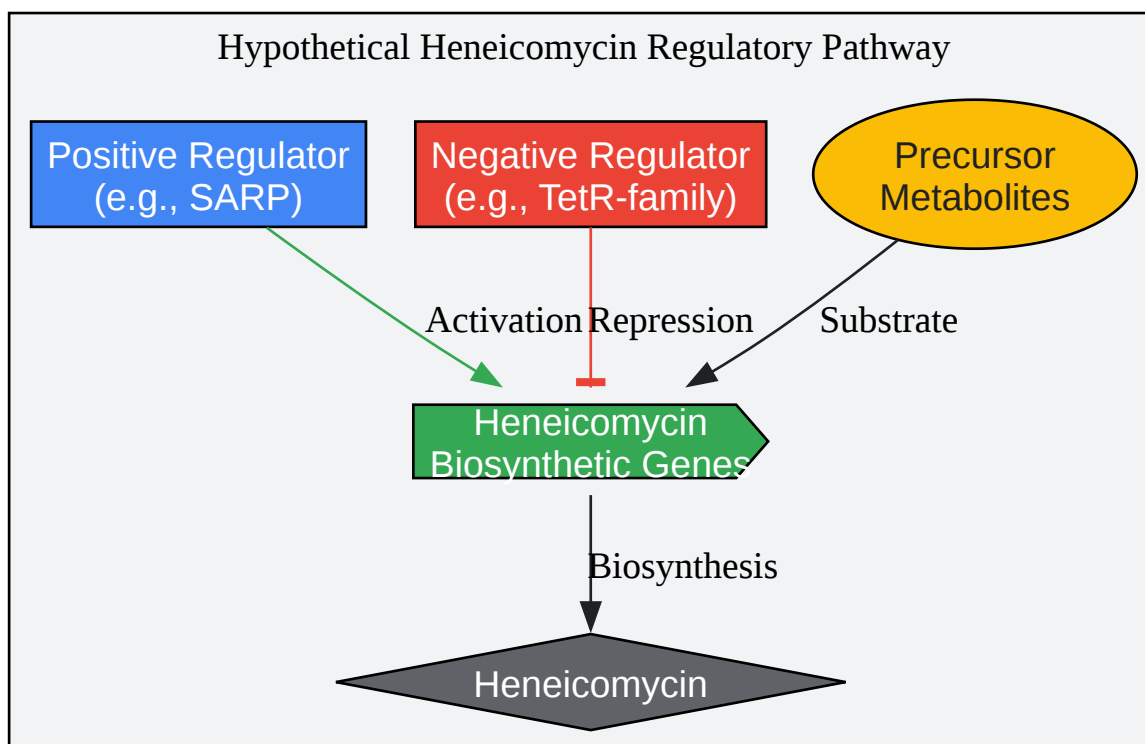 Hypothetical Heneicomycin Regulatory Pathway
Positive Regulator
(e.g., SARP)
Negative Regulator
(e.g., TetR-family)
Precursor
Metabolites
Activation
Repression
Substrate
Heneicomycin
Biosynthetic Genes
Biosynthesis
Heneicomycin